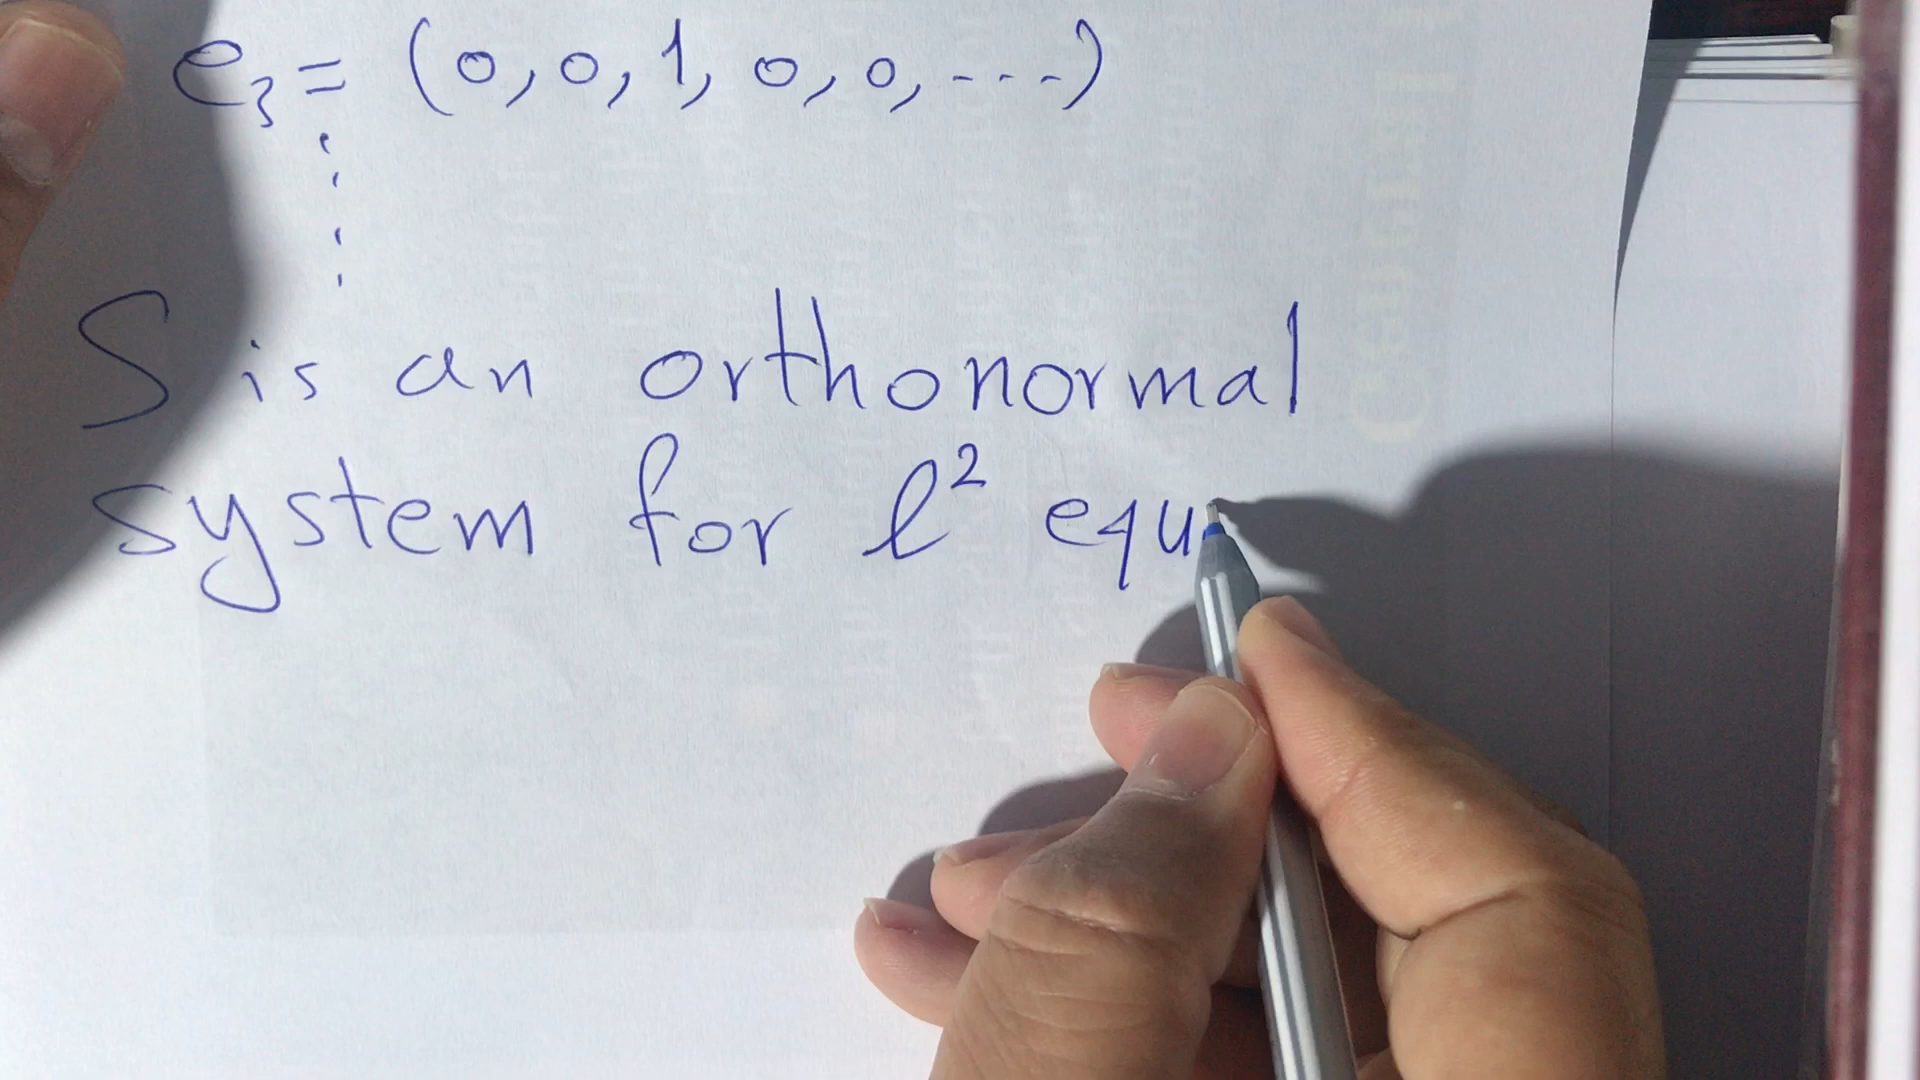 e₃ = (0, 0, 1, 0, 0, ---)
S is an orthonormal
system for l² equ